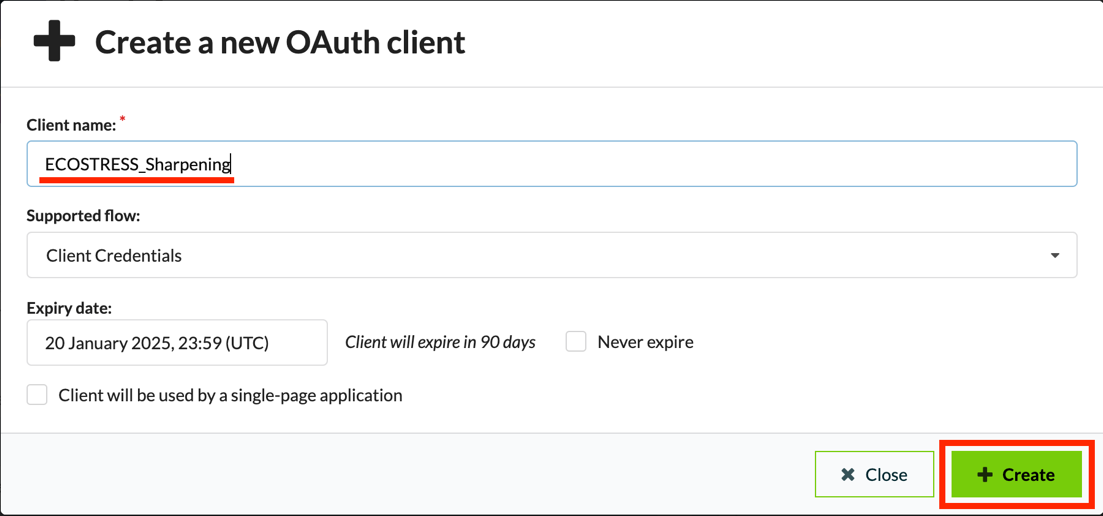 Create a new OAuth client
Client name: *
ECOSTRESS_Sharpening
Supported flow:
Client Credentials
Expiry date:
20 January 2025, 23:59 (UTC) Client will expire in 90 days Never expire
Client will be used by a single-page application
Close Create